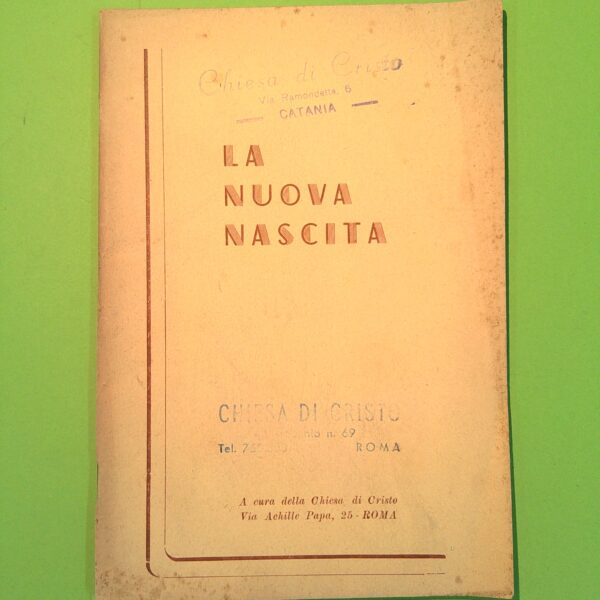 Chiesa di Cristo
Via Ramondetta, 6
CATANIA
LA
NUOVA
NASCITA
CHIESA DI CRISTO
n. 69
Tel. ROMA
A cura della Chiesa di Cristo
Via Achille Papa, 25 - ROMA